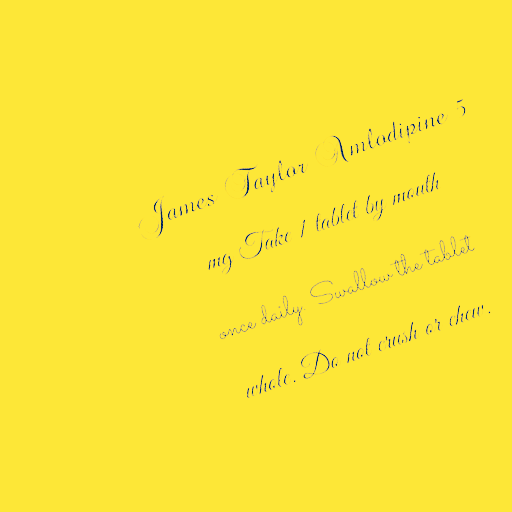 James Taylor Amlodipine 5
mg Take 1 tablet by mouth
once daily. Swallow the tablet
whole. Do not crush or chew.